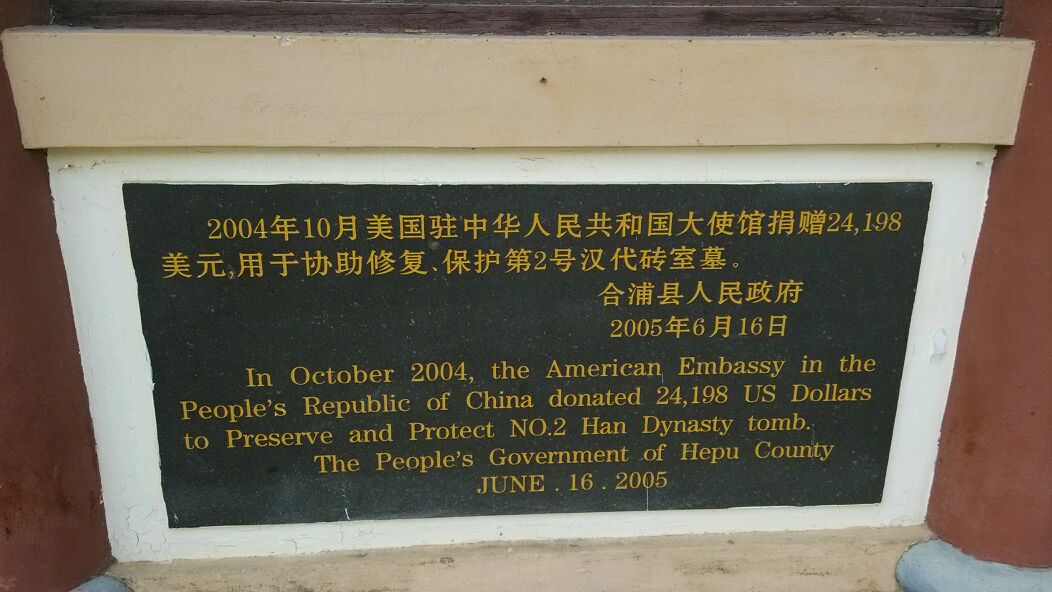 2004年10月美国驻中华人民共和国大使馆捐赠24,198
美元,用于协助修复、保护第2号汉代砖室墓。
合浦县人民政府
2005年6月16日
In October 2004, the American Embassy in the
People's Republic of China donated 24,198 US Dollars
to Preserve and Protect NO.2 Han Dynasty tomb.
The People's Government of Hepu County
JUNE . 16 . 2005